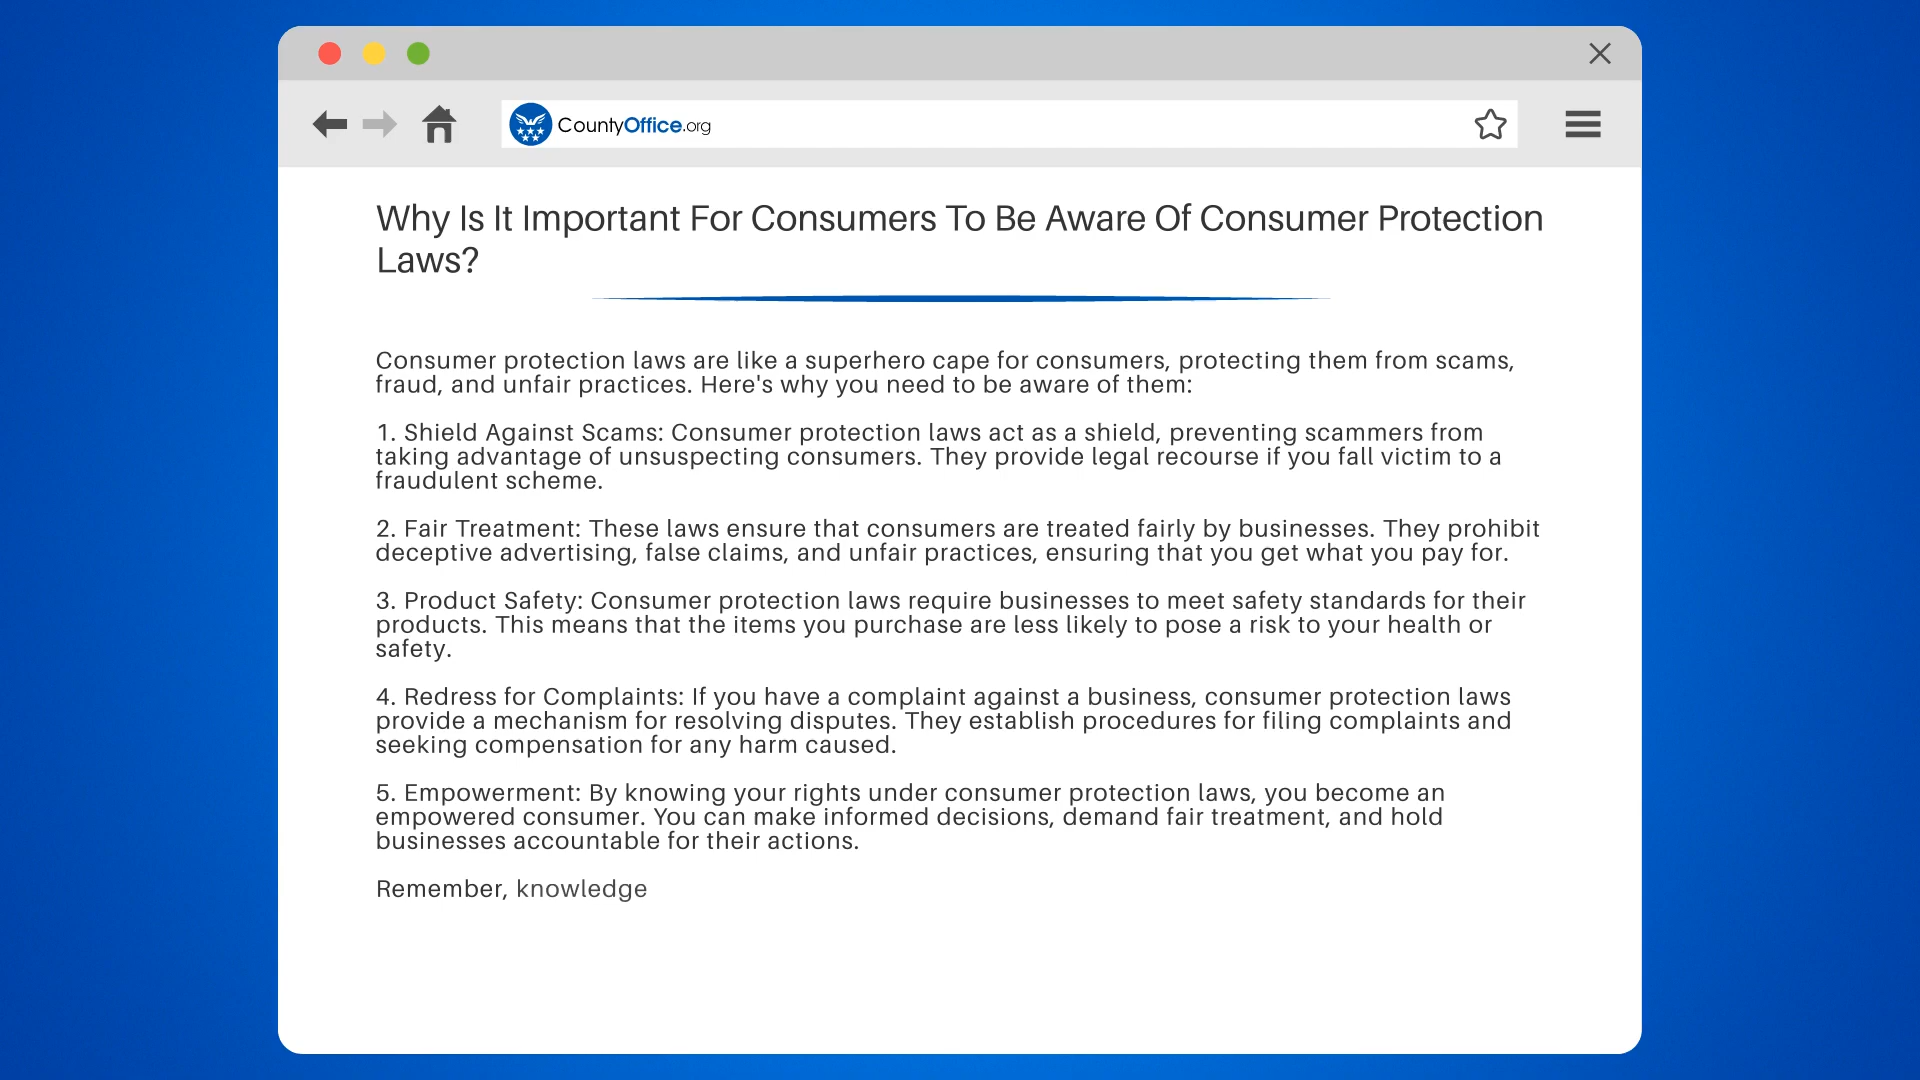 CountyOffice.org
Why Is It Important For Consumers To Be Aware Of Consumer Protection
Laws?
Consumer protection laws are like a superhero cape for consumers, protecting them from scams,
fraud, and unfair practices. Here's why you need to be aware of them:
1. Shield Against Scams: Consumer protection laws act as a shield, preventing scammers from
taking advantage of unsuspecting consumers. They provide legal recourse if you fall victim to a
fraudulent scheme.
2. Fair Treatment: These laws ensure that consumers are treated fairly by businesses. They prohibit
deceptive advertising, false claims, and unfair practices, ensuring that you get what you pay for.
3. Product Safety: Consumer protection laws require businesses to meet safety standards for their
products. This means that the items you purchase are less likely to pose a risk to your health or
safety.
4. Redress for Complaints: If you have a complaint against a business, consumer protection laws
provide a mechanism for resolving disputes. They establish procedures for filing complaints and
seeking compensation for any harm caused.
5. Empowerment: By knowing your rights under consumer protection laws, you become an
empowered consumer. You can make informed decisions, demand fair treatment, and hold
businesses accountable for their actions.
Remember, knowledge